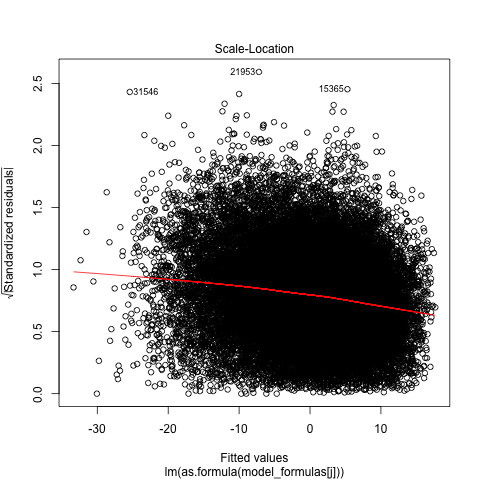 Scale-Location
21953
31546
15365
√|Standardized residuals|
0.0 0.5 1.0 1.5 2.0 2.5
-30 -20 -10 0 10
Fitted values
lm(as.formula(model_formulas[j]))